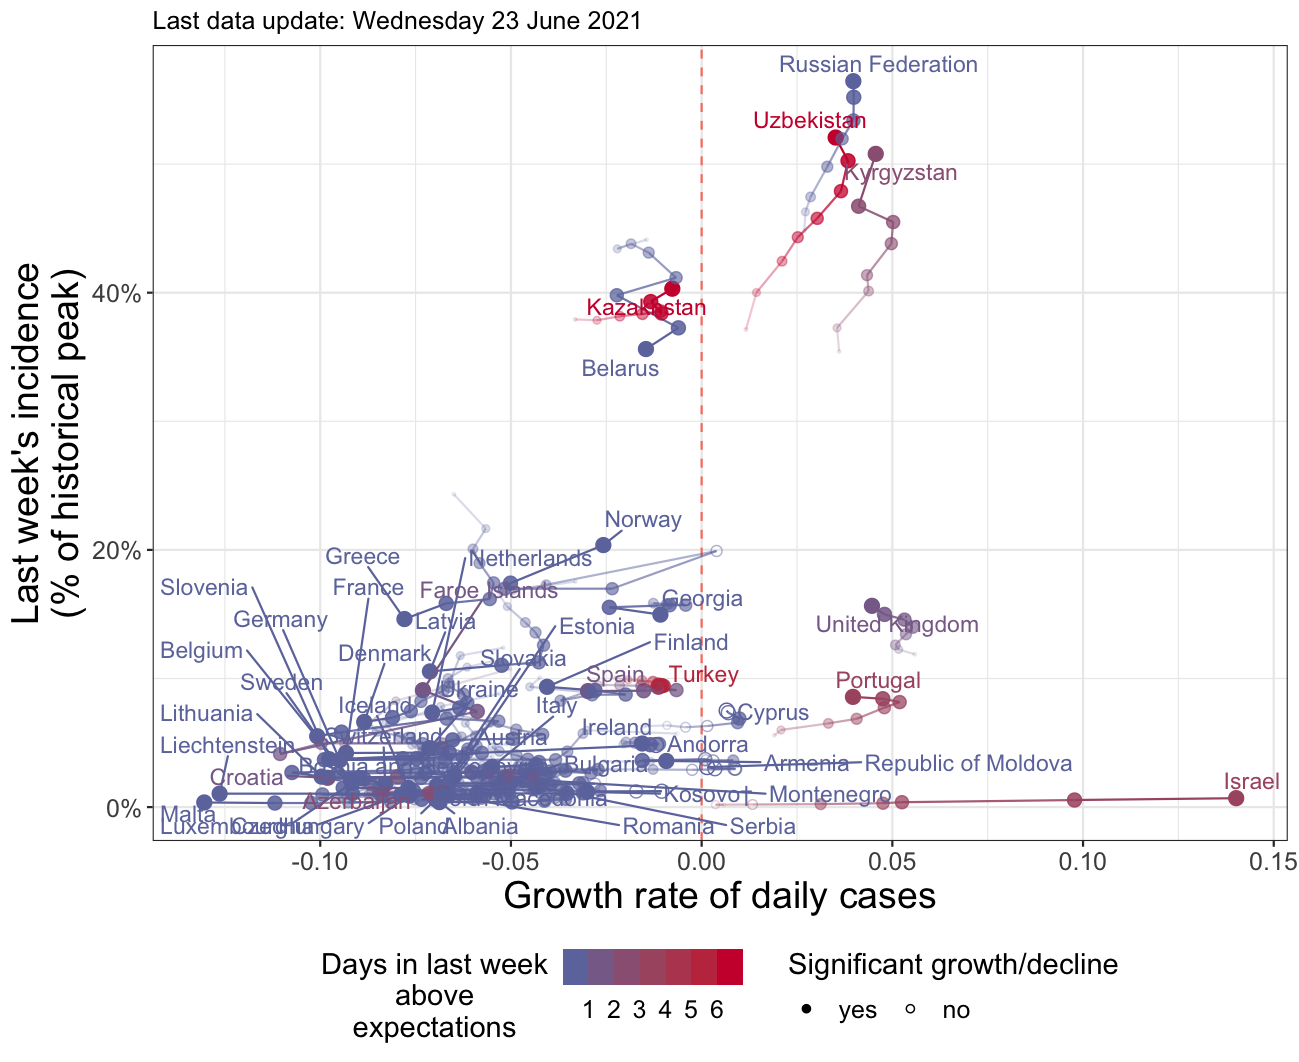 Last data update: Wednesday 23 June 2021
Last week's incidence
(% of historical peak)
40%
20%
0%
Russian Federation
Uzbekistan
Kyrgyzstan
Kazakhstan
Belarus
Norway
Greece
Netherlands
Slovenia
France
Faroe Islands
Georgia
Germany
Latvia
Estonia
United Kingdom
Belgium
Denmark
Slovakia
Finland
Sweden
Ukraine
Spain
Turkey
Portugal
Lithuania
Iceland
Italy
Cyprus
Liechtenstein
Switzerland
Austria
Ireland
Andorra
Croatia
Bulgaria
Armenia
Republic of Moldova
Israel
Azerbaijan
Kosovo†
Montenegro
Malta
Luxembourg
Hungary
Poland
Albania
Romania
Serbia
-0.10
-0.05
0.00
0.05
0.10
0.15
Growth rate of daily cases
Days in last week
above
expectations
1 2 3 4 5 6
Significant growth/decline
yes
no